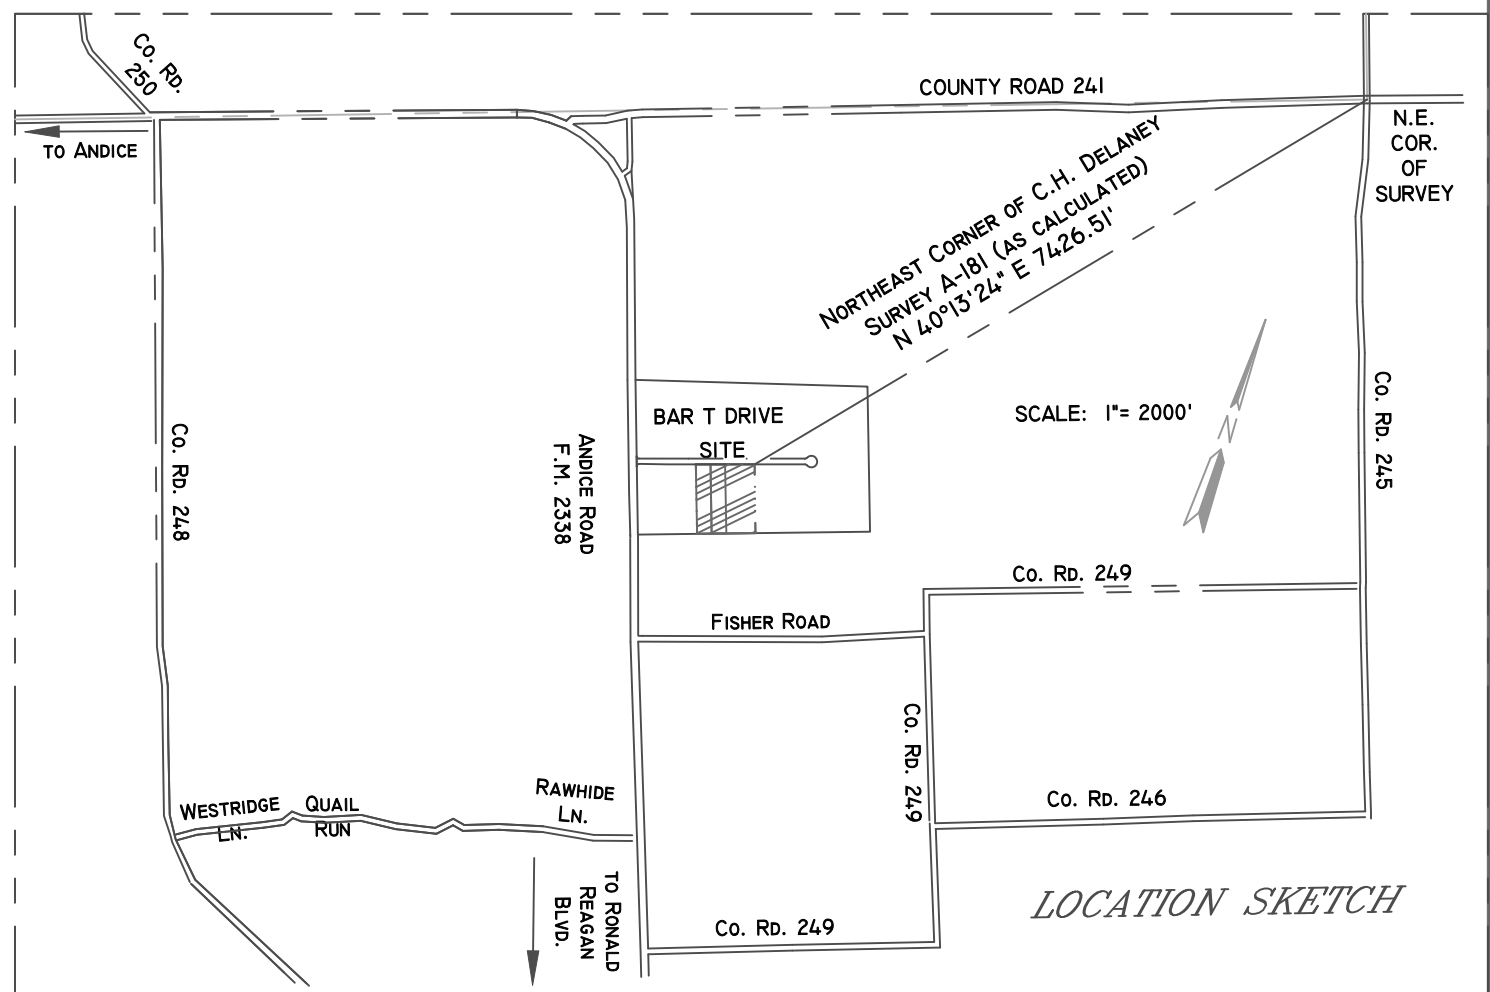 Co. Rd.
250
COUNTY ROAD 241
TO ANDICE
N.E.
COR.
OF
SURVEY
NORTHEAST CORNER OF C.H. DELANEY
SURVEY A-181 (AS CALCULATED)
N 40°13'24" E 7426.51'
SCALE: 1"= 2000'
BAR T DRIVE
SITE
Co. Rd. 245
Co. Rd. 248
ANDICE ROAD
F.M. 2338
Co. Rd. 249
FISHER ROAD
Co. Rd. 249
WESTRIDGE
LN.
QUAIL
RUN
RAWHIDE
LN.
Co. Rd. 246
TO RONALD
REAGAN
BLVD.
Co. Rd. 249
LOCATION SKETCH